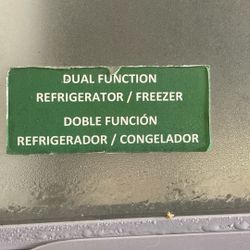 DUAL FUNCTION
REFRIGERATOR / FREEZER
DOBLE FUNCIÓN
REFRIGERADOR / CONGELADOR